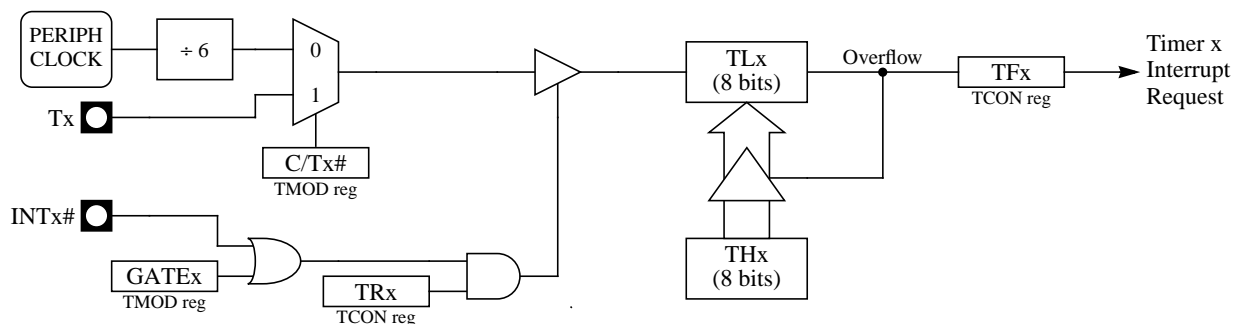 PERIPH
CLOCK
÷ 6
0
1
Tx
C/Tx#
TMOD reg
INTx#
GATEx
TMOD reg
TRx
TCON reg
TLx
(8 bits)
Overflow
TFx
TCON reg
Timer x
Interrupt
Request
THx
(8 bits)